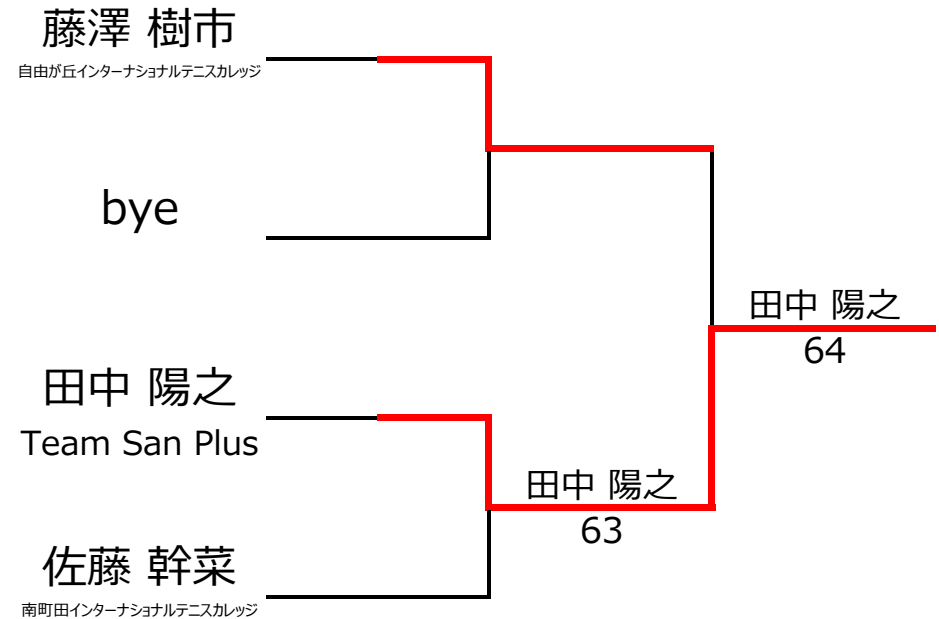 藤澤 樹市
自由が丘インターナショナルテニスカレッジ
bye
田中 陽之
64
田中 陽之
Team San Plus
田中 陽之
63
佐藤 幹菜
南町田インターナショナルテニスカレッジ